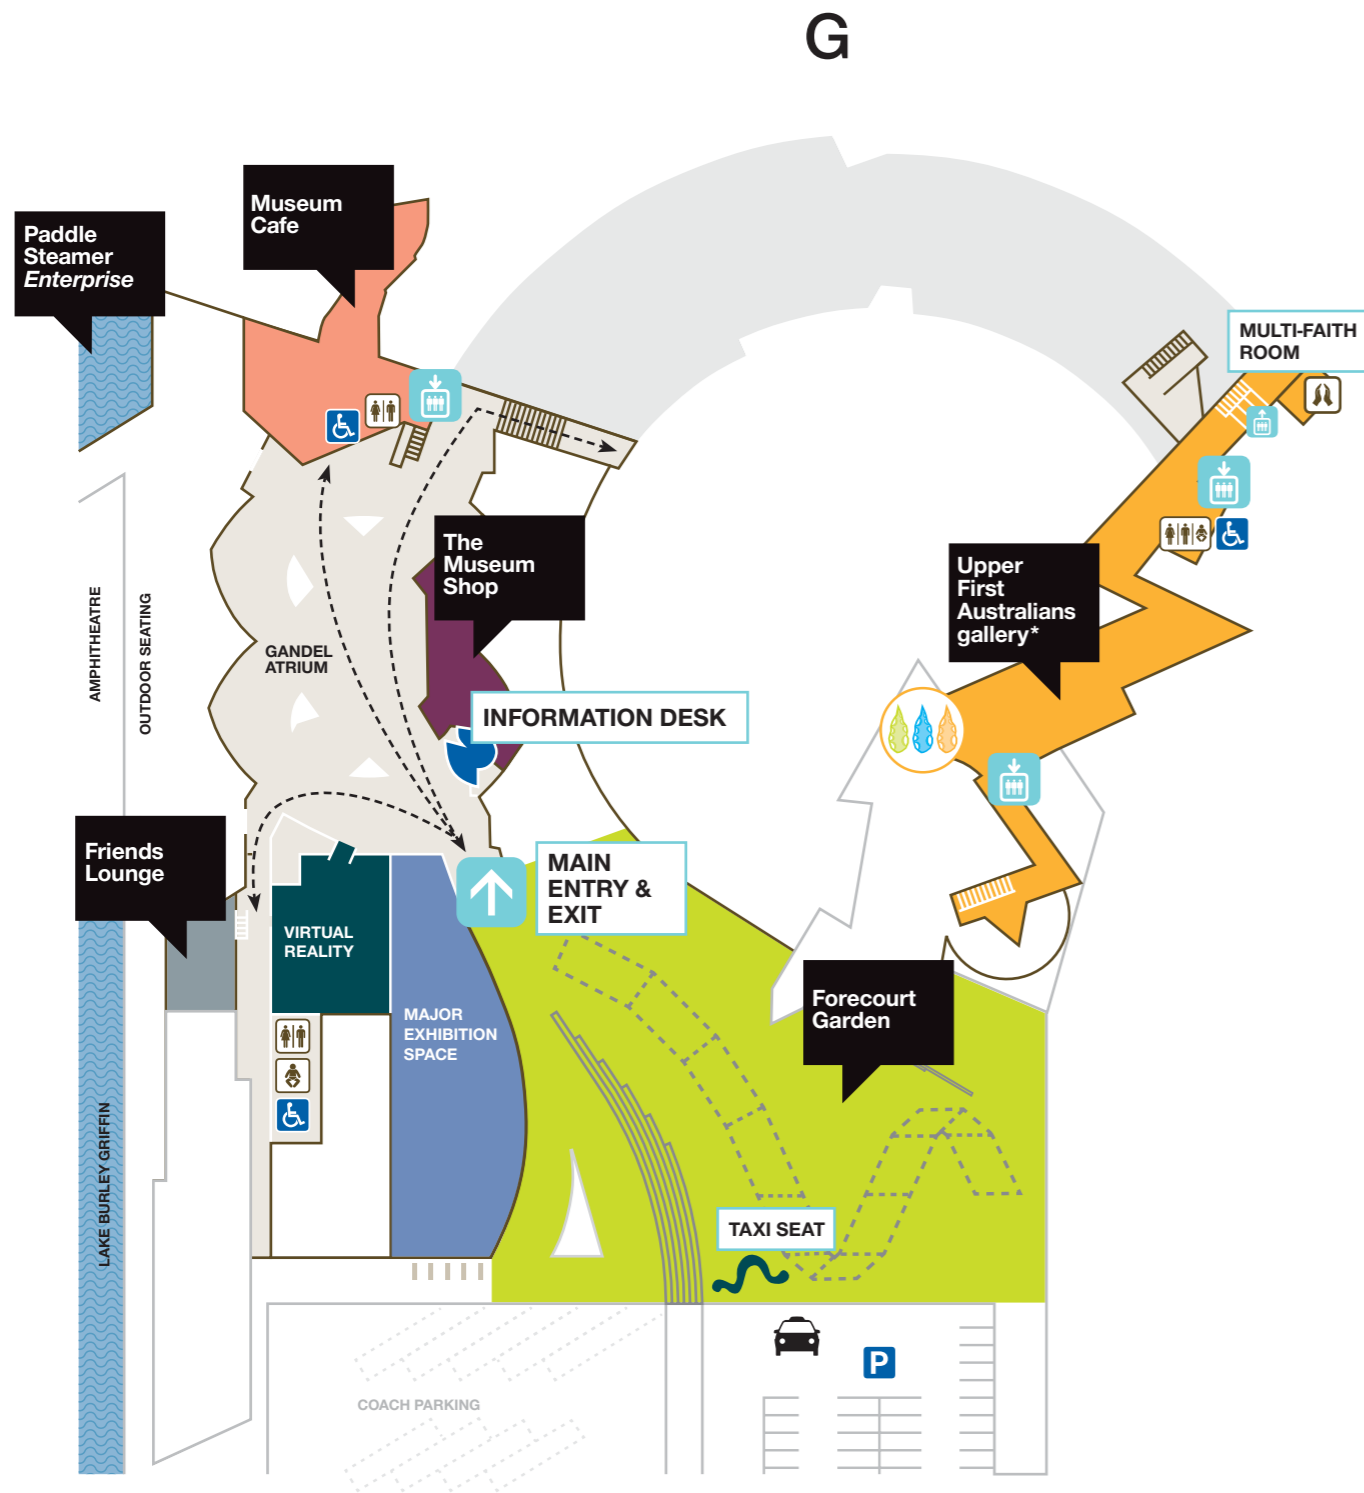 G
Museum
Cafe
Paddle
Steamer
Enterprise
MULTI-FAITH
ROOM
The
Museum
Shop
Upper
First
Australians
gallery*
AMPHITHEATRE
OUTDOOR SEATING
GANDEL
ATRIUM
INFORMATION DESK
Friends
Lounge
MAIN
ENTRY &
EXIT
VIRTUAL
REALITY
Forecourt
Garden
MAJOR
EXHIBITION
SPACE
LAKE BURLEY GRIFFIN
TAXI SEAT
P
COACH PARKING